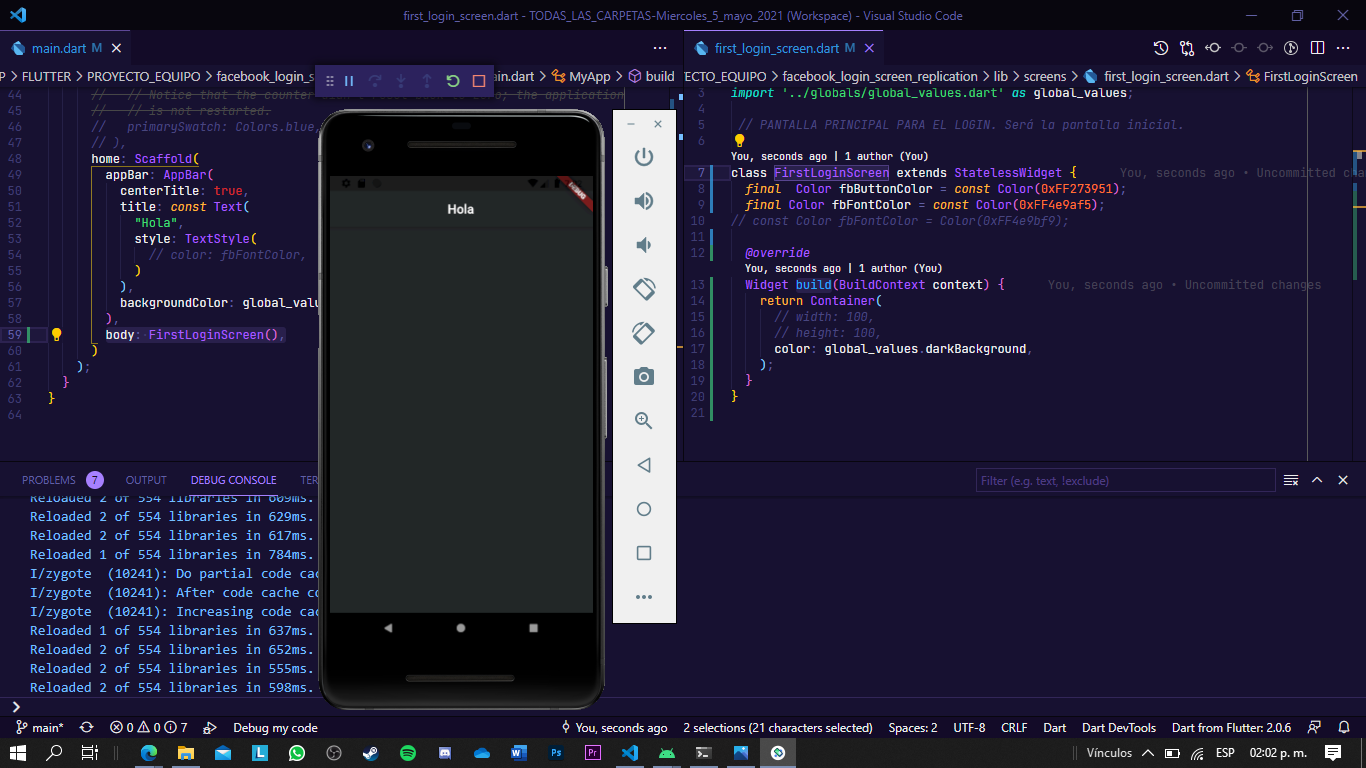 first_login_screen.dart - TODAS_LAS_CARPETAS-Miercoles_5_mayo_2021 (Workspace) - Visual Studio Code
main.dart M
first_login_screen.dart M
P > FLUTTER > PROYECTO_EQUIPO > facebook_login_s
in.dart > MyApp > build
ECTO_EQUIPO > facebook_login_screen_replication > lib > screens > first_login_screen.dart > FirstLoginScreen
44 // // Notice that the counter didn't reset back to zero; the application
45 // // is not restarted.
46 // primarySwatch: Colors.blue,
47 // ),
48 home: Scaffold(
49 appBar: AppBar(
50 centerTitle: true,
51 title: const Text(
52 "Hola",
53 style: TextStyle(
54 // color: fbFontColor,
55 )
56 ),
57 backgroundColor: global_valu
58 ),
59 body: FirstLoginScreen(),
60 )
61 );
62 }
63 }
64
DEBUG
Hola
3 import '../globals/global_values.dart' as global_values;
4
5 // PANTALLA PRINCIPAL PARA EL LOGIN. Será la pantalla inicial.
6
You, seconds ago | 1 author (You)
7 class FirstLoginScreen extends StatelessWidget { You, seconds ago • Uncommitted cha
8 final Color fbButtonColor = const Color(0xFF273951);
9 final Color fbFontColor = const Color(0xFF4e9af5);
10 // const Color fbFontColor = Color(0xFF4e9bf9);
11
12 @override
You, seconds ago | 1 author (You)
13 Widget build(BuildContext context) { You, seconds ago • Uncommitted changes
14 return Container(
15 // width: 100,
16 // height: 100,
17 color: global_values.darkBackground,
18 );
19 }
20 }
21
PROBLEMS 7 OUTPUT DEBUG CONSOLE TER
Filter (e.g. text, !exclude)
Reloaded 2 of 554 libraries in 609ms.
Reloaded 2 of 554 libraries in 629ms.
Reloaded 2 of 554 libraries in 617ms.
Reloaded 1 of 554 libraries in 784ms.
I/zygote (10241): Do partial code cac
I/zygote (10241): After code cache co
I/zygote (10241): Increasing code cac
Reloaded 1 of 554 libraries in 637ms.
Reloaded 2 of 554 libraries in 652ms.
Reloaded 2 of 554 libraries in 555ms.
Reloaded 2 of 554 libraries in 598ms.
main* 0 0 7 Debug my code You, seconds ago 2 selections (21 characters selected) Spaces: 2 UTF-8 CRLF Dart Dart DevTools Dart from Flutter: 2.0.6
Vínculos ESP 02:02 p. m.